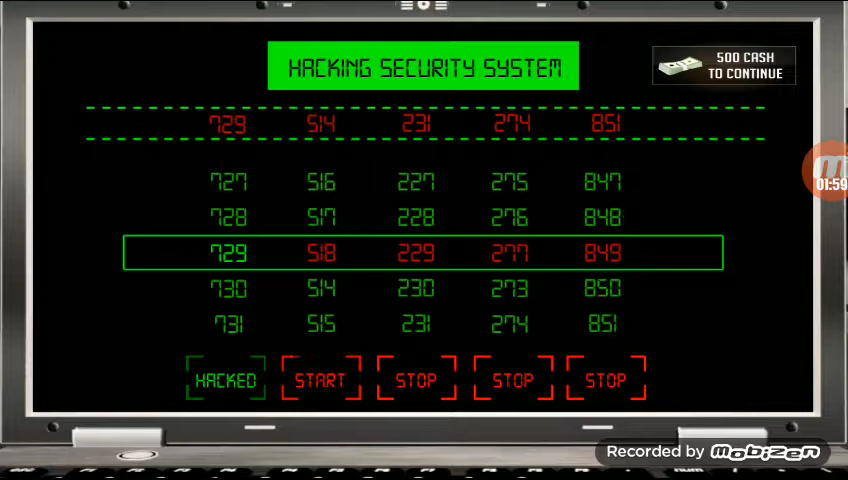 HACKING SECURITY SYSTEM
500 CASH
TO CONTINUE
729 514 231 274 851
727 516 227 275 847
728 517 228 276 848
729 518 229 277 849
730 514 230 273 850
731 515 231 274 851
HACKED START STOP STOP STOP
01:59
Recorded by MOBIZEN